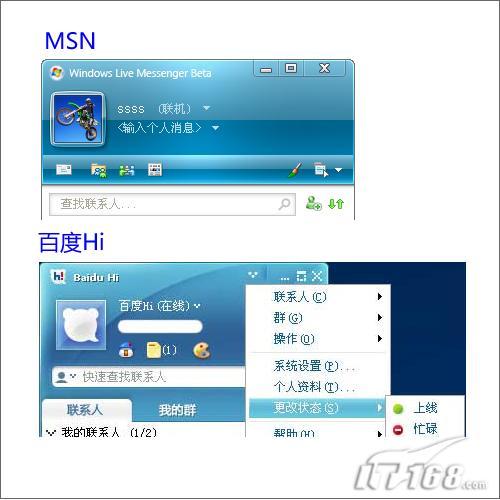 MSN
Windows Live Messenger Beta
ssss (联机)
<输入个人消息>
查找联系人...
百度Hi
h! Baidu Hi
百度Hi (在线)
(1)
快速查找联系人
联系人 我的群
我的联系人 (1/2)
联系人(C)
群(G)
操作(O)
系统设置(P)...
个人资料(I)...
更改状态(S)
帮助(H)
上线
忙碌
IT168.com